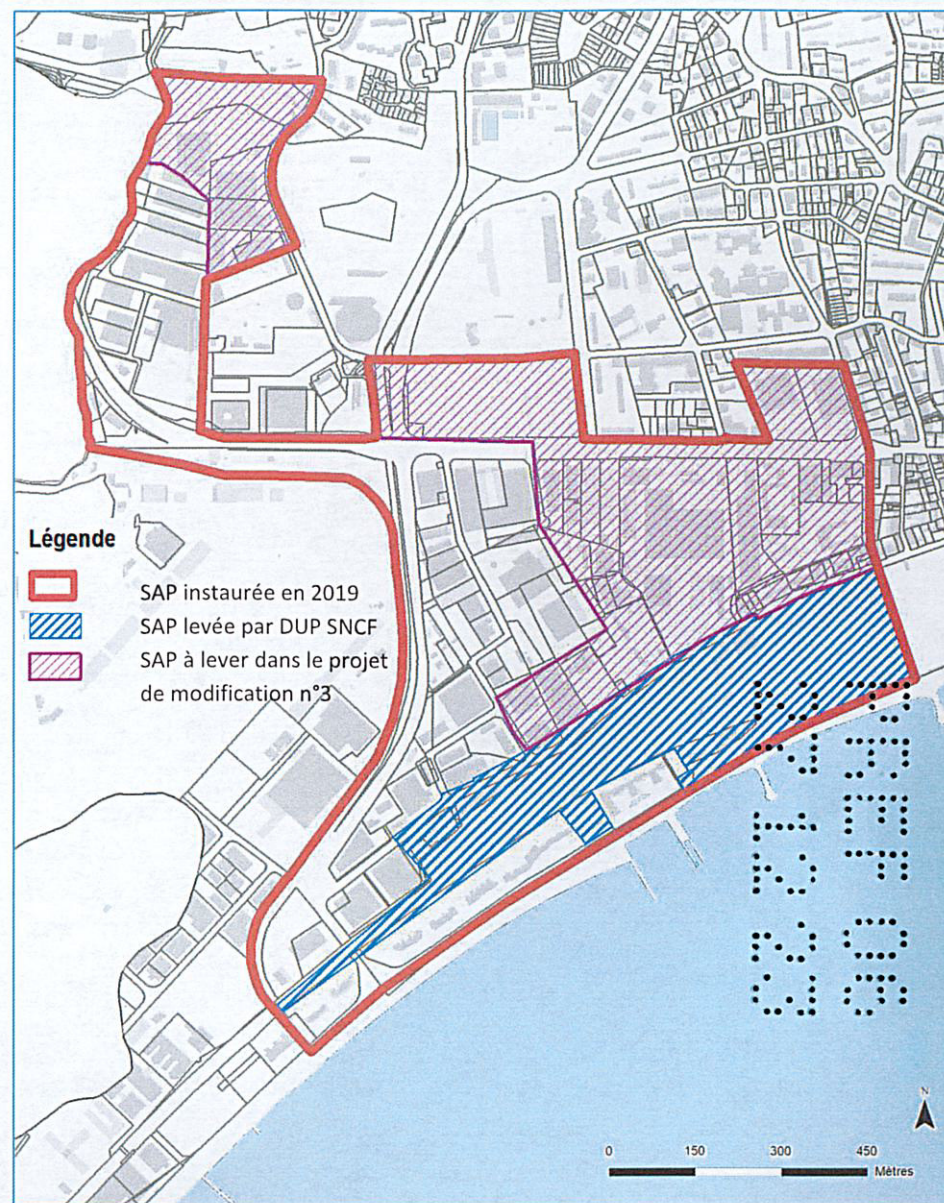 Légende
SAP instaurée en 2019
SAP levée par DUP SNCF
SAP à lever dans le projet
de modification n°3
N
0 150 300 450
Mètres